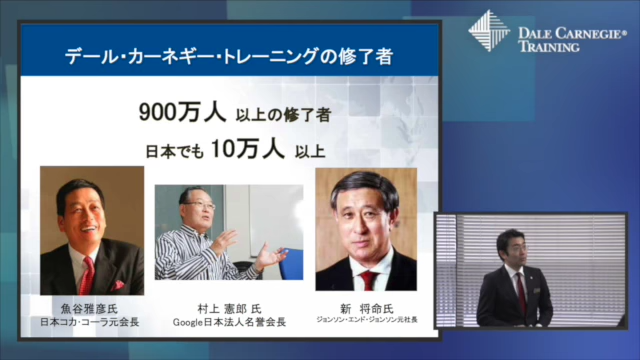 デール・カーネギー・トレーニングの修了者
DALE CARNEGIE®
TRAINING
900万人 以上の修了者
日本でも 10万人 以上
魚谷雅彦氏
日本コカ・コーラ元会長
村上 憲郎 氏
Google日本法人名誉会長
新 将命氏
ジョンソン・エンド・ジョンソン元社長